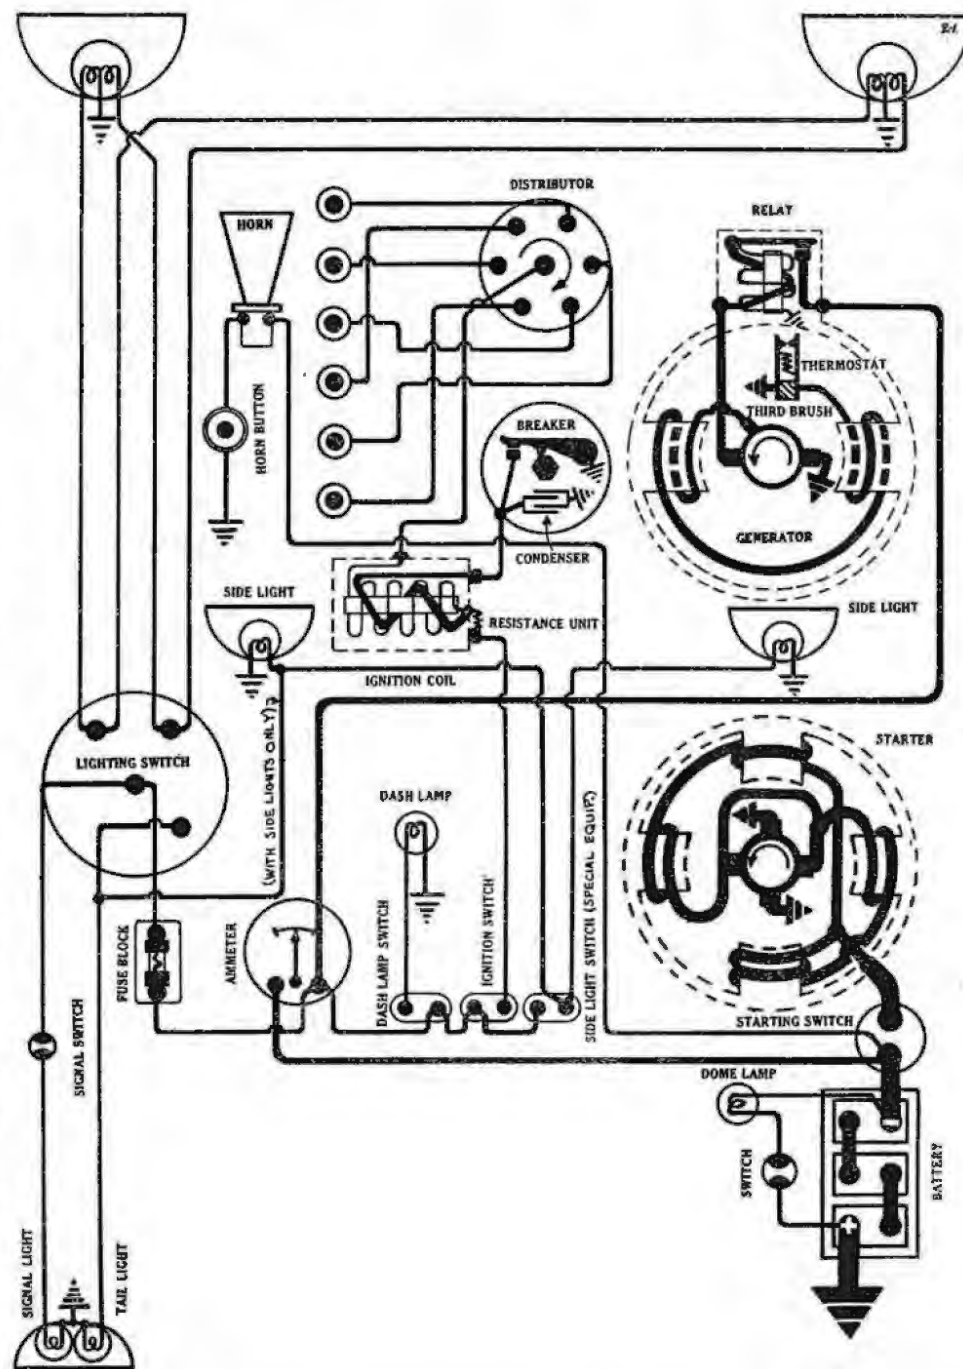 DISTRIBUTOR
RELAY
HORN
THERMOSTAT
THIRD BRUSH
HORN BUTTON
BREAKER
GENERATOR
CONDENSER
SIDE LIGHT
RESISTANCE UNIT
SIDE LIGHT
IGNITION COIL
LIGHTING SWITCH
(WITH SIDE LIGHTS ONLY)
DASH LAMP
STARTER
FUSE BLOCK
AMMETER
DASH LAMP SWITCH
IGNITION SWITCH
SIDE LIGHT SWITCH (SPECIAL EQUIP.)
STARTING SWITCH
SIGNAL SWITCH
DOME LAMP
SWITCH
BATTERY
SIGNAL LIGHT
TAIL LIGHT